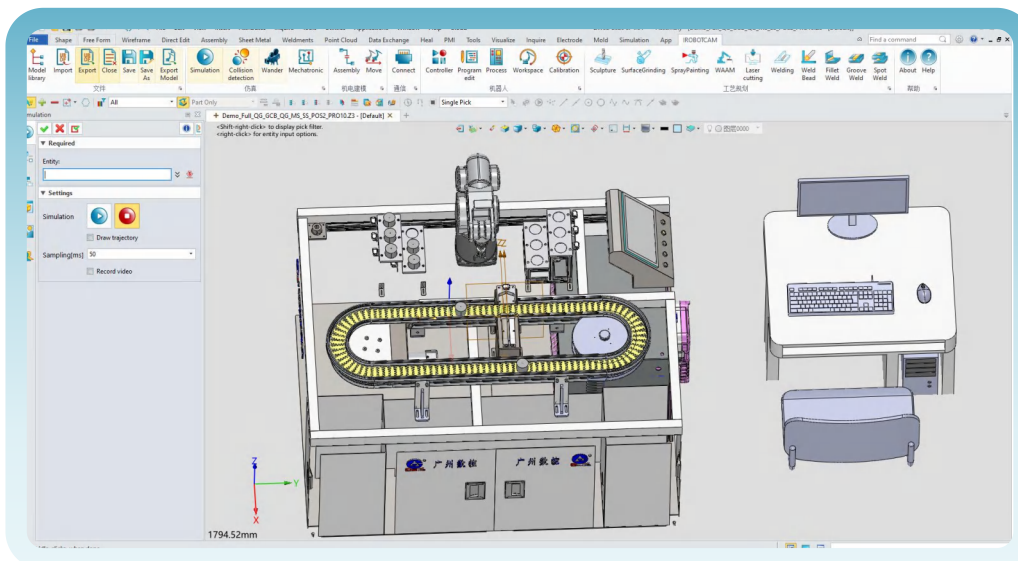 File Shape Free Form Wireframe Direct Edit Assembly Sheet Metal Weldments Point Cloud Data Exchange Heal PMI Tools Visualize Inquire Electrode Mold Simulation App IROBOTCAM Find a command
Model library Import Export Close Save Save As Export Model Simulation Collision detection Wander Mechatronic Assembly Move Connect Controller Program edit Process Workspace Calibration Sculpture SurfaceGrinding SprayPainting WAAM Laser cutting Welding Weld Bead Fillet Weld Groove Weld Spot Weld About Help
文件 仿真 机电建模 通信 机器人 工艺规划 帮助
All Part Only Single Pick
+ Demo_Full_QG_GCB_QG_MS_SS_POS2_PRO10.Z3 - [Default] × +
<Shift-right-click> to display pick filter.
<right-click> for entity input options.
图层0000
▼ Required
Entity:
▼ Settings
Simulation
Draw trajectory
Sampling(ms) 50
Record video
Z
Y
X
广州数控
广州数控
1794.52mm